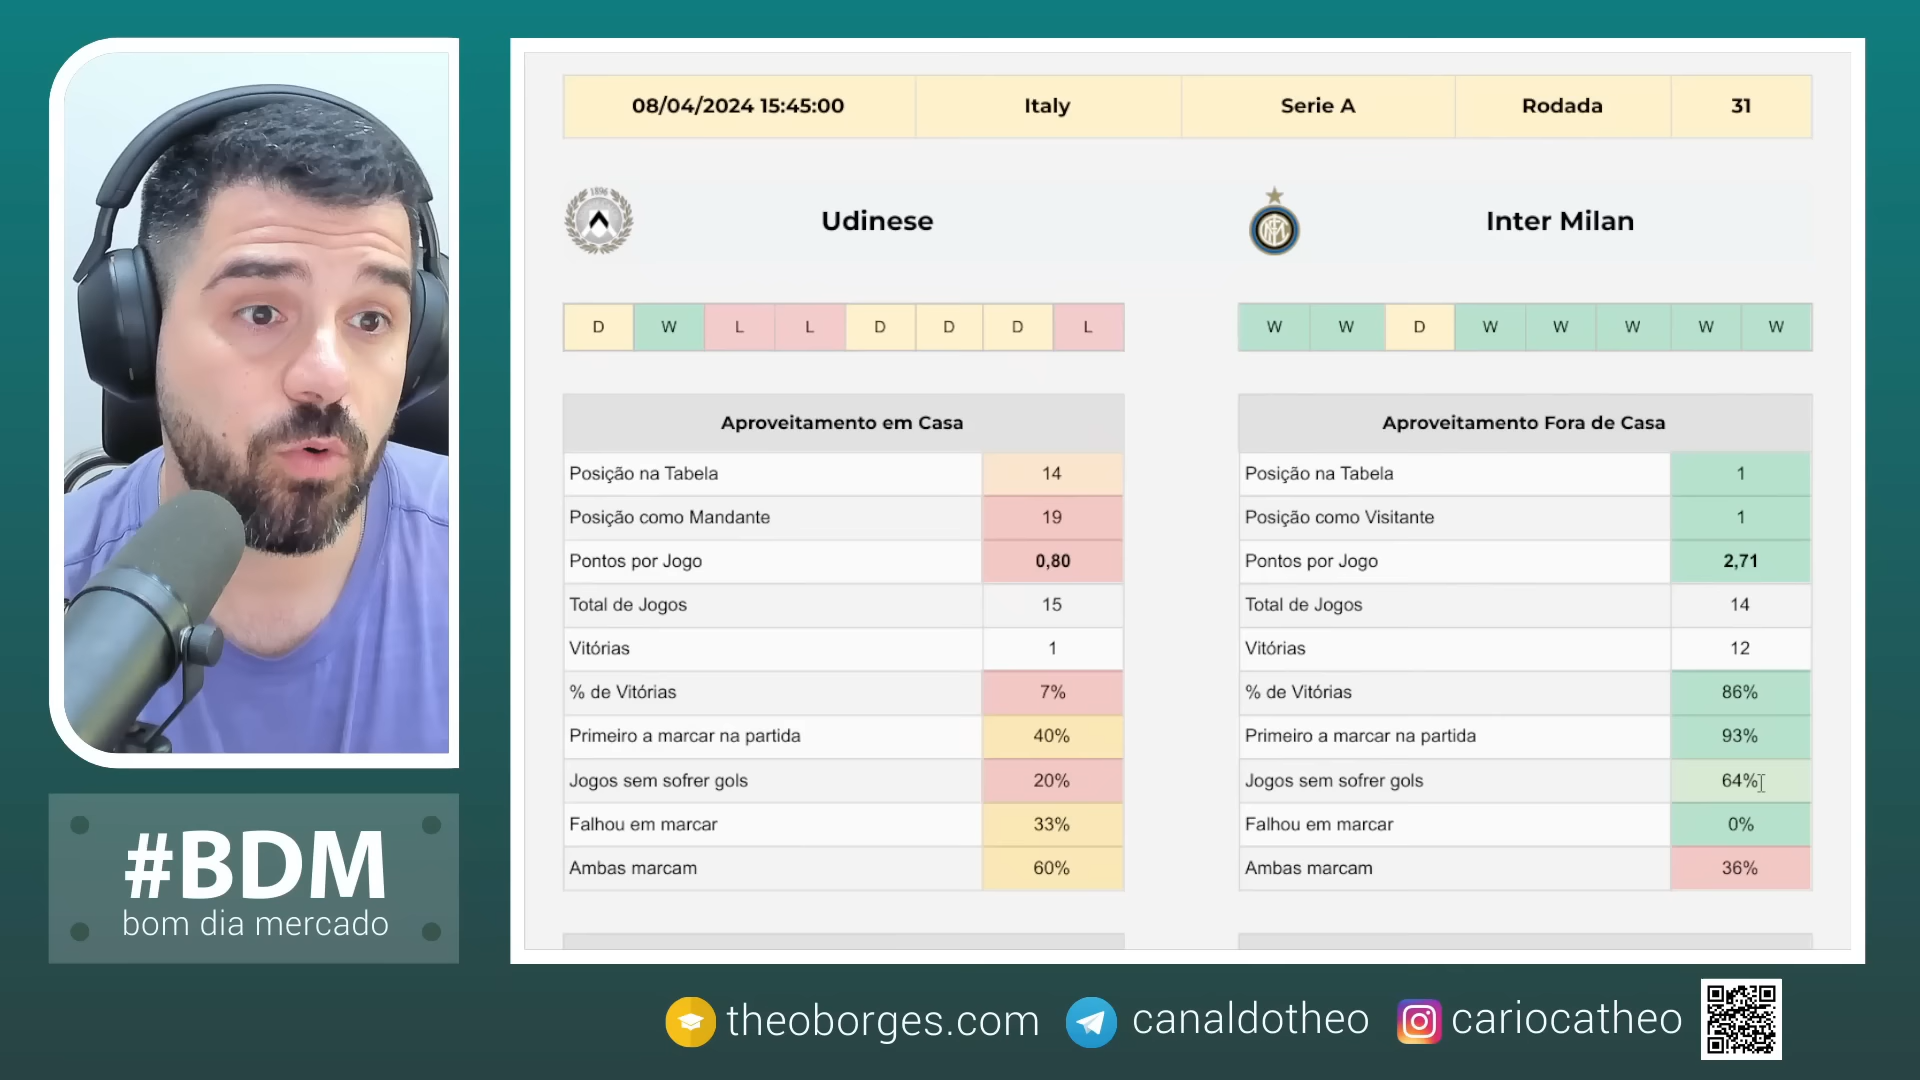 08/04/2024 15:45:00 Italy Serie A Rodada 31
1896
Udinese
Inter Milan
D W L L D D D L
W W D W W W W W
Aproveitamento em Casa
Posição na Tabela 14
Posição como Mandante 19
Pontos por Jogo 0,80
Total de Jogos 15
Vitórias 1
% de Vitórias 7%
Primeiro a marcar na partida 40%
Jogos sem sofrer gols 20%
Falhou em marcar 33%
Ambas marcam 60%
Aproveitamento Fora de Casa
Posição na Tabela 1
Posição como Visitante 1
Pontos por Jogo 2,71
Total de Jogos 14
Vitórias 12
% de Vitórias 86%
Primeiro a marcar na partida 93%
Jogos sem sofrer gols 64%
Falhou em marcar 0%
Ambas marcam 36%
#BDM
bom dia mercado
theoborges.com canaldotheo cariocatheo